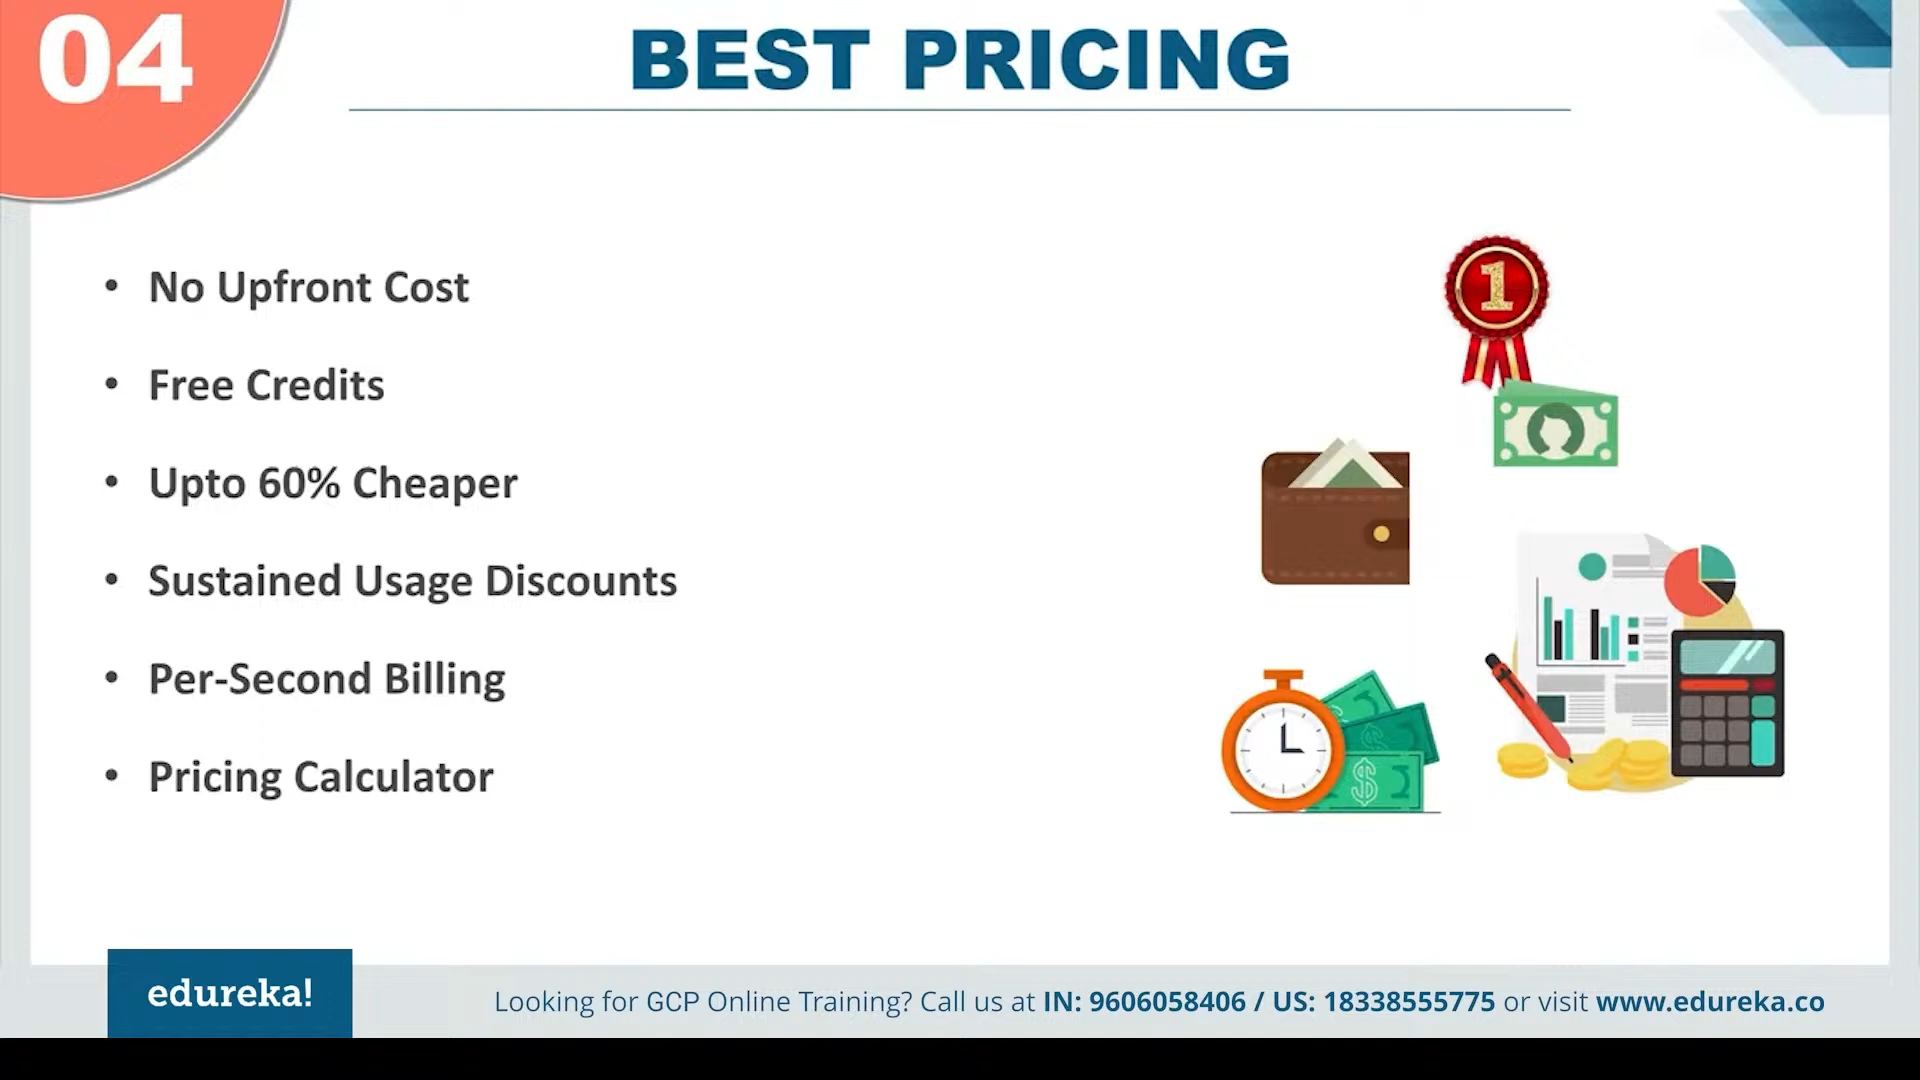 04
BEST PRICING
• No Upfront Cost
• Free Credits
• Upto 60% Cheaper
• Sustained Usage Discounts
• Per-Second Billing
• Pricing Calculator
1
$
edureka!
Looking for GCP Online Training? Call us at IN: 9606058406 / US: 18338555775 or visit www.edureka.co